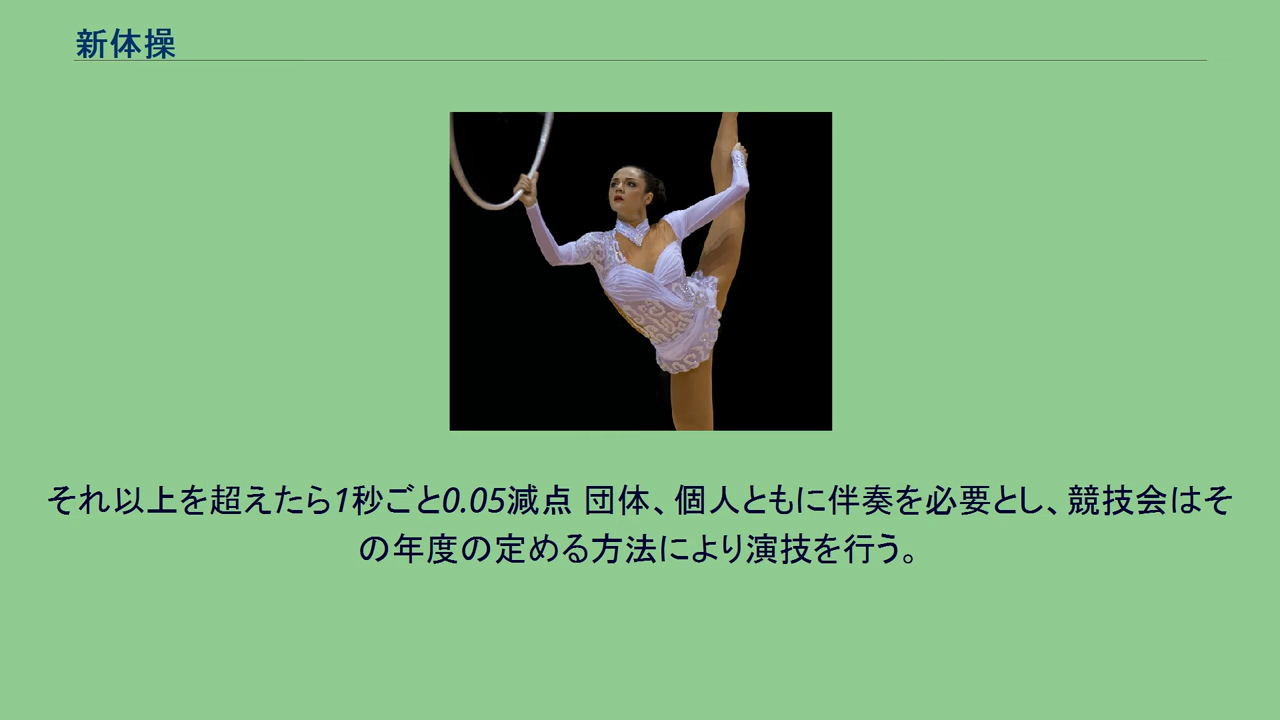 新体操
それ以上を超えたら1秒ごと0.05減点 団体、個人ともに伴奏を必要とし、競技会はそ
の年度の定める方法により演技を行う。